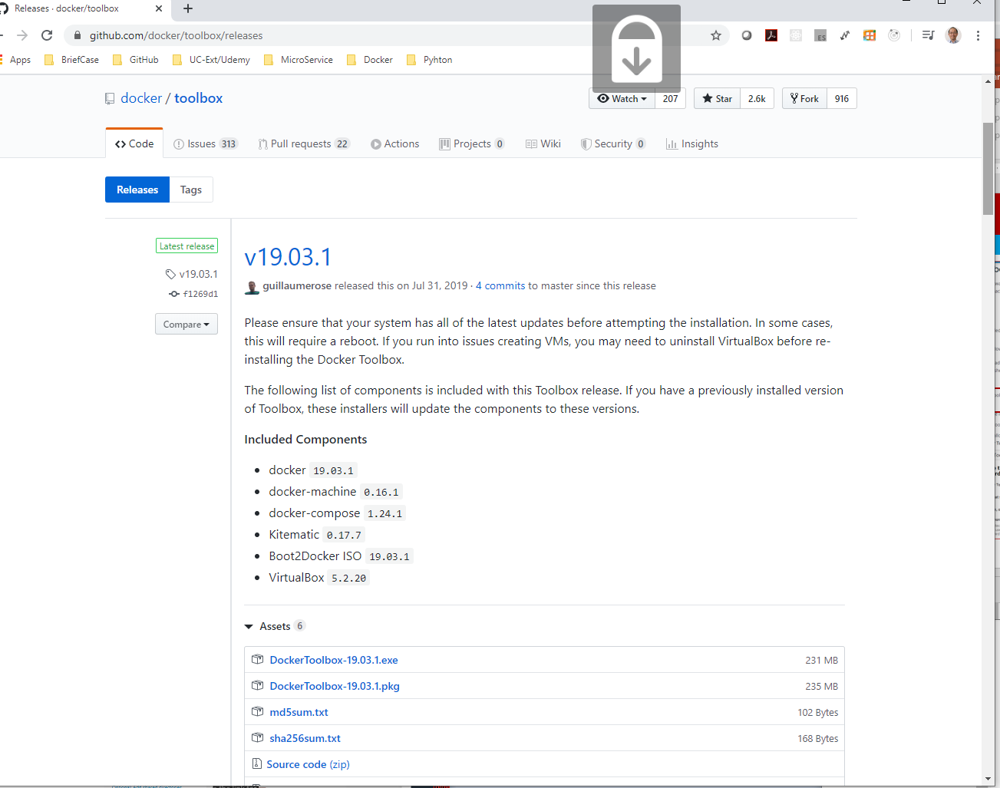 Releases · docker/toolbox
github.com/docker/toolbox/releases
ES
Apps BriefCase GitHub UC-Ext/Udemy MicroService Docker Pyhton
docker / toolbox
Watch 207 Star 2.6k Fork 916
Code Issues 313 Pull requests 22 Actions Projects 0 Wiki Security 0 Insights
Releases Tags
Latest release
v19.03.1
f1269d1
Compare
v19.03.1
guillaumerose released this on Jul 31, 2019 · 4 commits to master since this release
Please ensure that your system has all of the latest updates before attempting the installation. In some cases,
this will require a reboot. If you run into issues creating VMs, you may need to uninstall VirtualBox before re-
installing the Docker Toolbox.
The following list of components is included with this Toolbox release. If you have a previously installed version
of Toolbox, these installers will update the components to these versions.
Included Components
docker 19.03.1
docker-machine 0.16.1
docker-compose 1.24.1
Kitematic 0.17.7
Boot2Docker ISO 19.03.1
VirtualBox 5.2.20
Assets 6
DockerToolbox-19.03.1.exe 231 MB
DockerToolbox-19.03.1.pkg 235 MB
md5sum.txt 102 Bytes
sha256sum.txt 168 Bytes
Source code (zip)